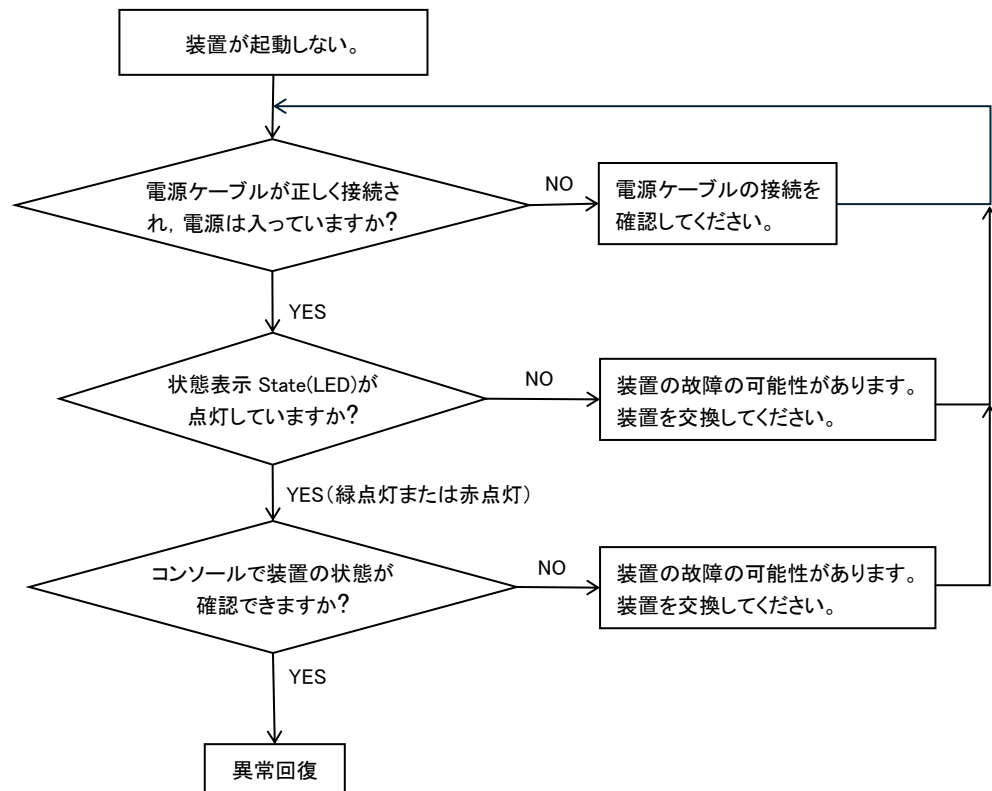 装置が起動しない。
電源ケーブルが正しく接続さ
れ，電源は入っていますか?
NO
電源ケーブルの接続を
確認してください。
YES
状態表示 State(LED)が
点灯していますか?
NO
装置の故障の可能性があります。
装置を交換してください。
YES（緑点灯または赤点灯）
コンソールで装置の状態が
確認できますか?
NO
装置の故障の可能性があります。
装置を交換してください。
YES
異常回復